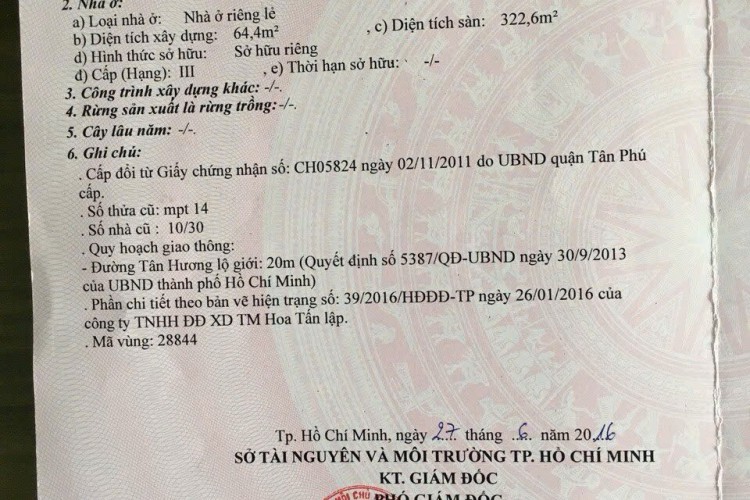 2. Nhà ở:
a) Loại nhà ở: Nhà ở riêng lẻ
b) Diện tích xây dựng: 64,4m² , c) Diện tích sàn: 322,6m²
d) Hình thức sở hữu: Sở hữu riêng
đ) Cấp (Hạng): III , e) Thời hạn sở hữu: -/-
3. Công trình xây dựng khác: -/-.
4. Rừng sản xuất là rừng trồng:-/-.
5. Cây lâu năm: -/-.
6. Ghi chú:
. Cấp đổi từ Giấy chứng nhận số: CH05824 ngày 02/11/2011 do UBND quận Tân Phú
cấp.
. Số thửa cũ: mpt 14
. Số nhà cũ : 10/30
. Quy hoạch giao thông:
- Đường Tân Hương lộ giới: 20m (Quyết định số 5387/QĐ-UBND ngày 30/9/2013
của UBND thành phố Hồ Chí Minh)
. Phần chi tiết theo bản vẽ hiện trạng số: 39/2016/HĐĐĐ-TP ngày 26/01/2016 của
công ty TNHH ĐĐ XD TM Hoa Tấn lập.
. Mã vùng: 28844
Tp. Hồ Chí Minh, ngày 27 tháng 6 năm 2016
SỞ TÀI NGUYÊN VÀ MÔI TRƯỜNG TP. HỒ CHÍ MINH
KT. GIÁM ĐỐC
PHÓ GIÁM ĐỐC